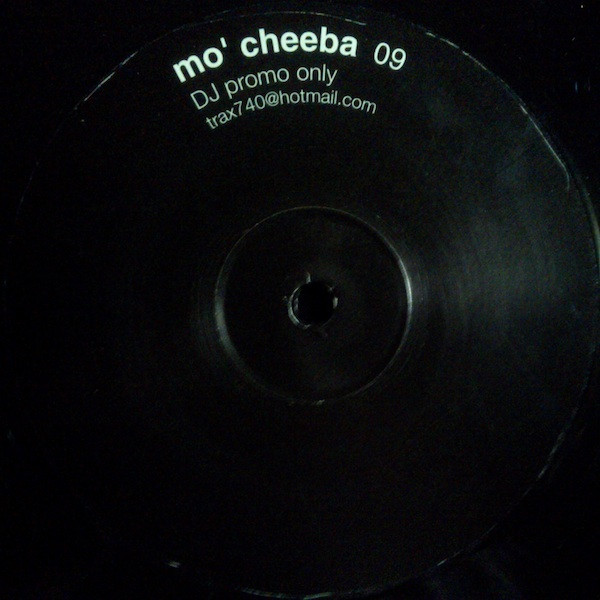 mo' cheeba 09
DJ promo only
trax740@hotmail.com